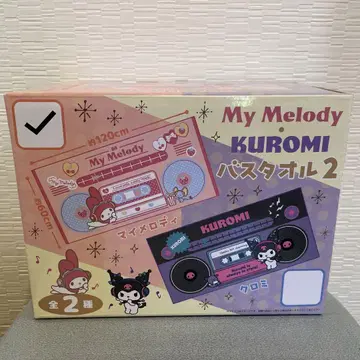 My Melody
・
KUROMI
バスタオル 2
約120cm
約60cm
My Melody
マイメロディ
KUROMI
KUROMI
クロミ
全2種